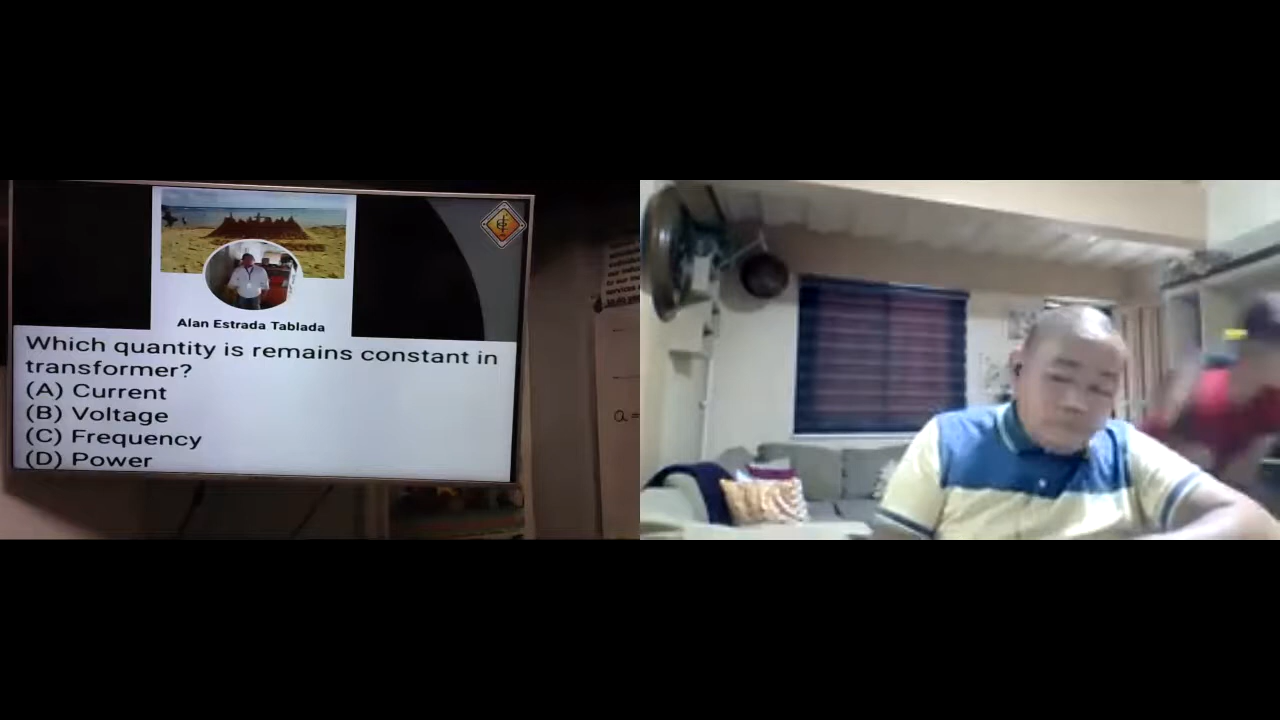 Alan Estrada Tablada
Which quantity is remains constant in
transformer?
(A) Current
(B) Voltage
(C) Frequency
(D) Power
a =